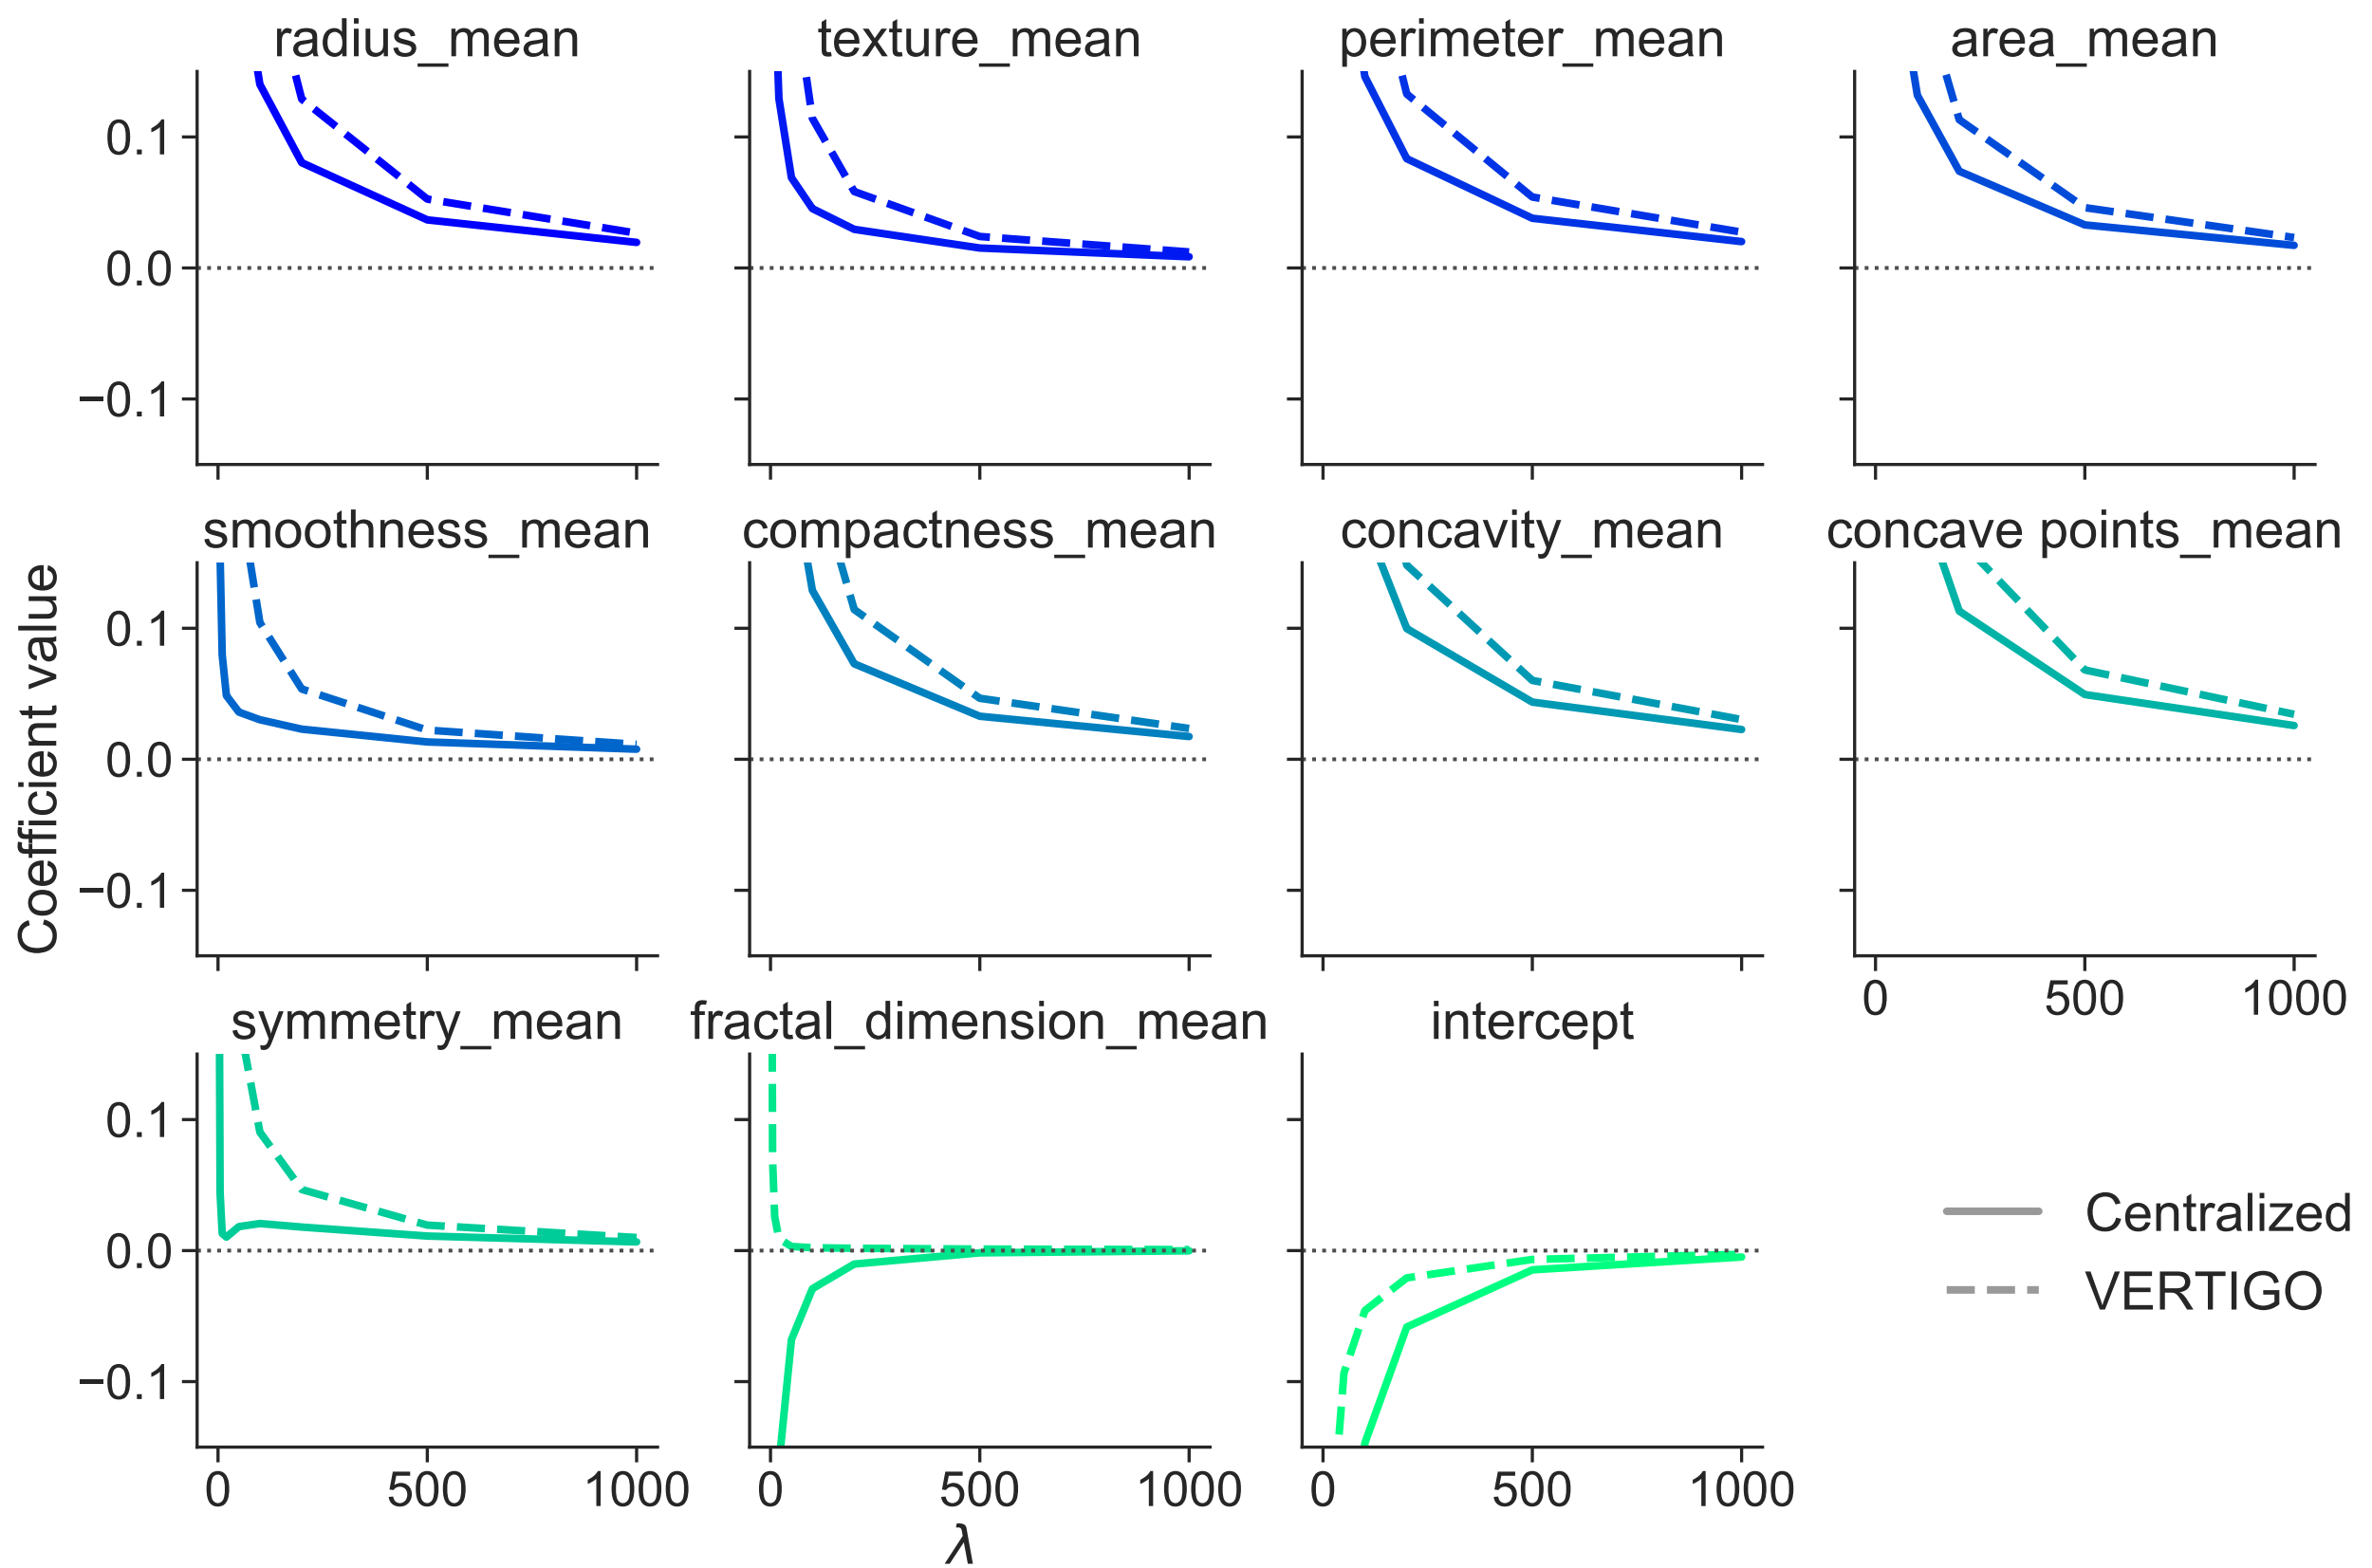 radius_mean
texture_mean
perimeter_mean
area_mean
0.1
0.0
−0.1
smoothness_mean
compactness_mean
concavity_mean
concave points_mean
Coefficient value
0.1
0.0
−0.1
0 500 1000
symmetry_mean
fractal_dimension_mean
intercept
0.1
0.0
−0.1
0 500 1000
0 500 1000
0 500 1000
λ
Centralized
VERTIGO